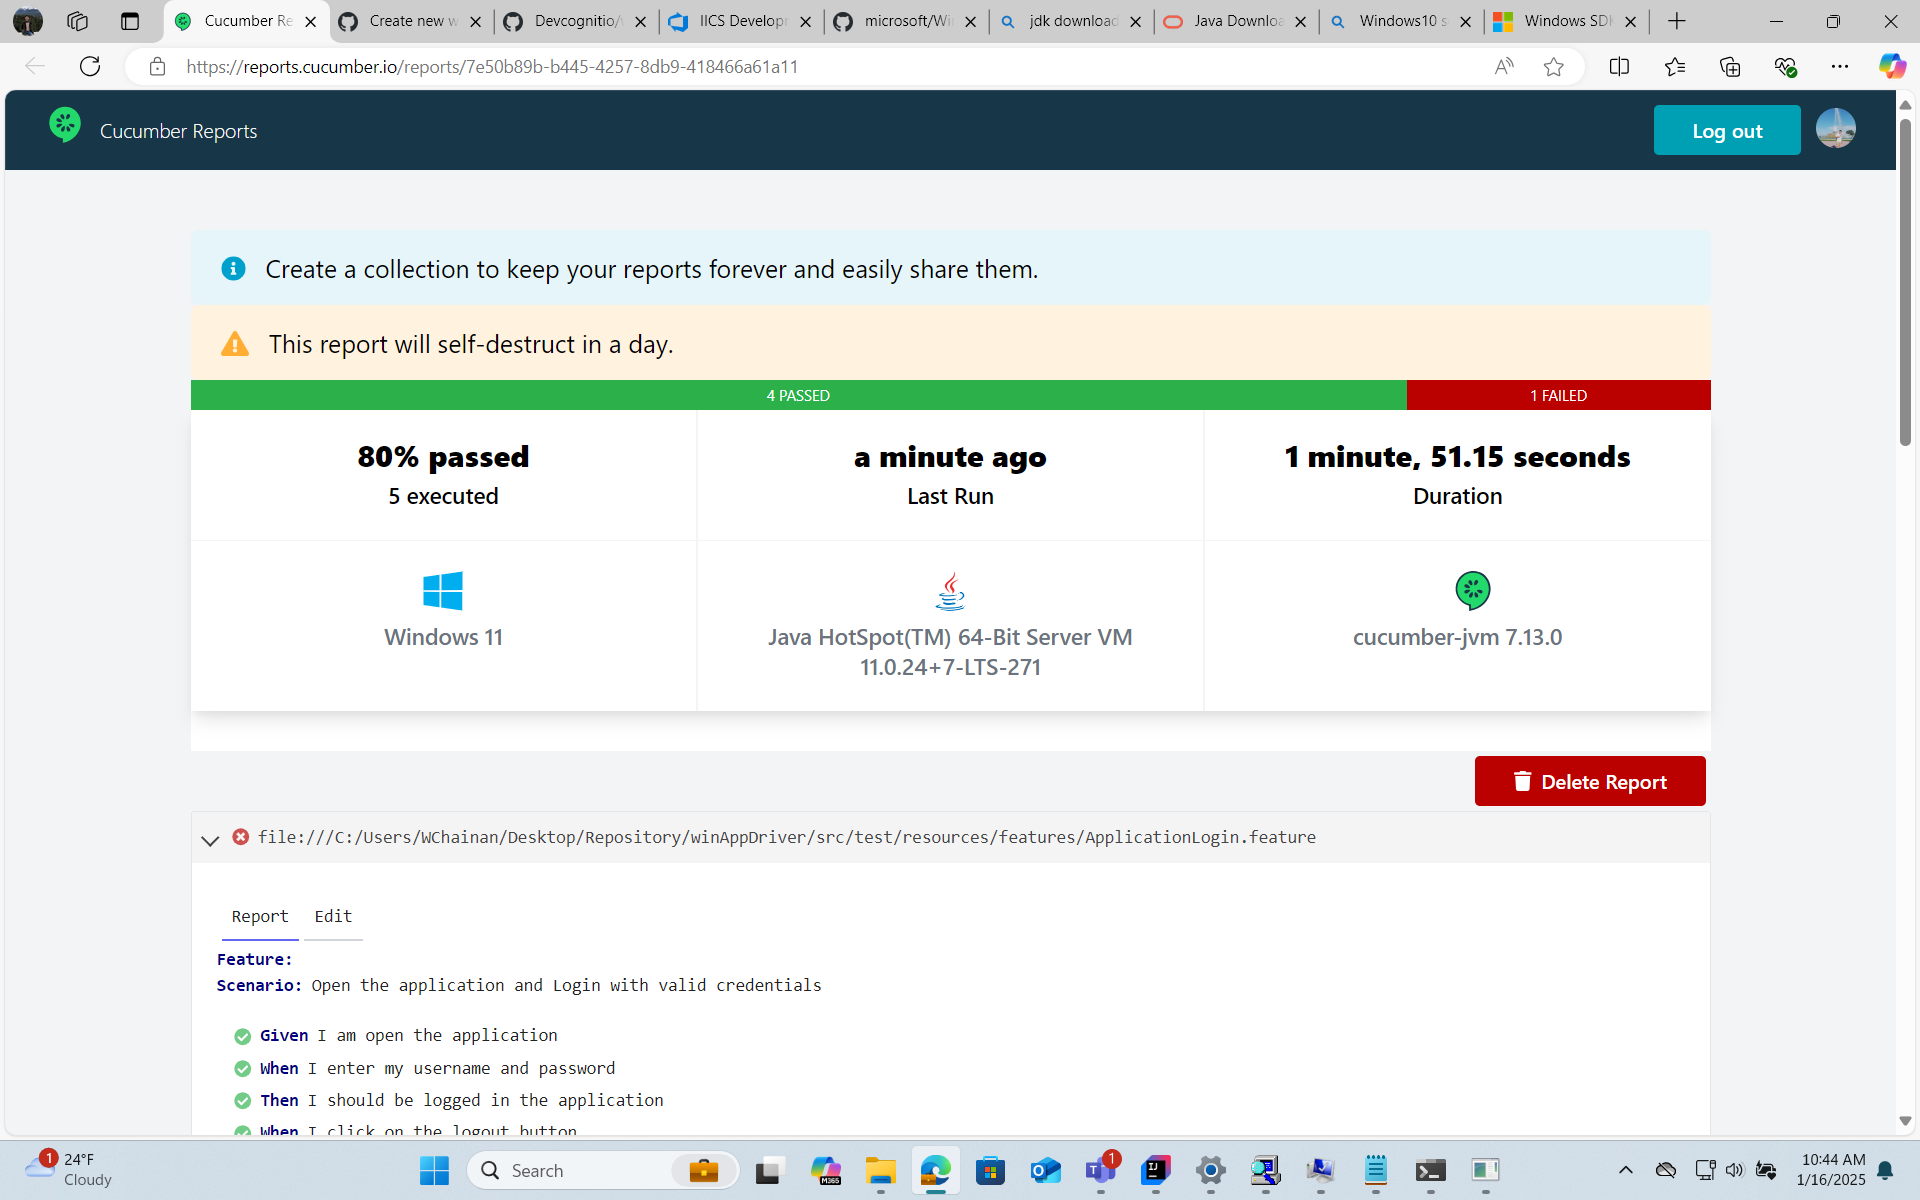 Cucumber Re
Create new w
Devcognitio/
IICS Developr
microsoft/Wi
jdk download
Java Downloa
Windows10 s
Windows SDK
https://reports.cucumber.io/reports/7e50b89b-b445-4257-8db9-418466a61a11
Cucumber Reports
Log out
Create a collection to keep your reports forever and easily share them.
This report will self-destruct in a day.
4 PASSED
1 FAILED
80% passed
5 executed
a minute ago
Last Run
1 minute, 51.15 seconds
Duration
Windows 11
Java HotSpot(TM) 64-Bit Server VM
11.0.24+7-LTS-271
cucumber-jvm 7.13.0
Delete Report
file:///C:/Users/WChainan/Desktop/Repository/winAppDriver/src/test/resources/features/ApplicationLogin.feature
Report
Edit
Feature:
Scenario: Open the application and Login with valid credentials
Given I am open the application
When I enter my username and password
Then I should be logged in the application
When I click on the logout button
1
24°F
Cloudy
Search
M365
1
IJ
10:44 AM
1/16/2025